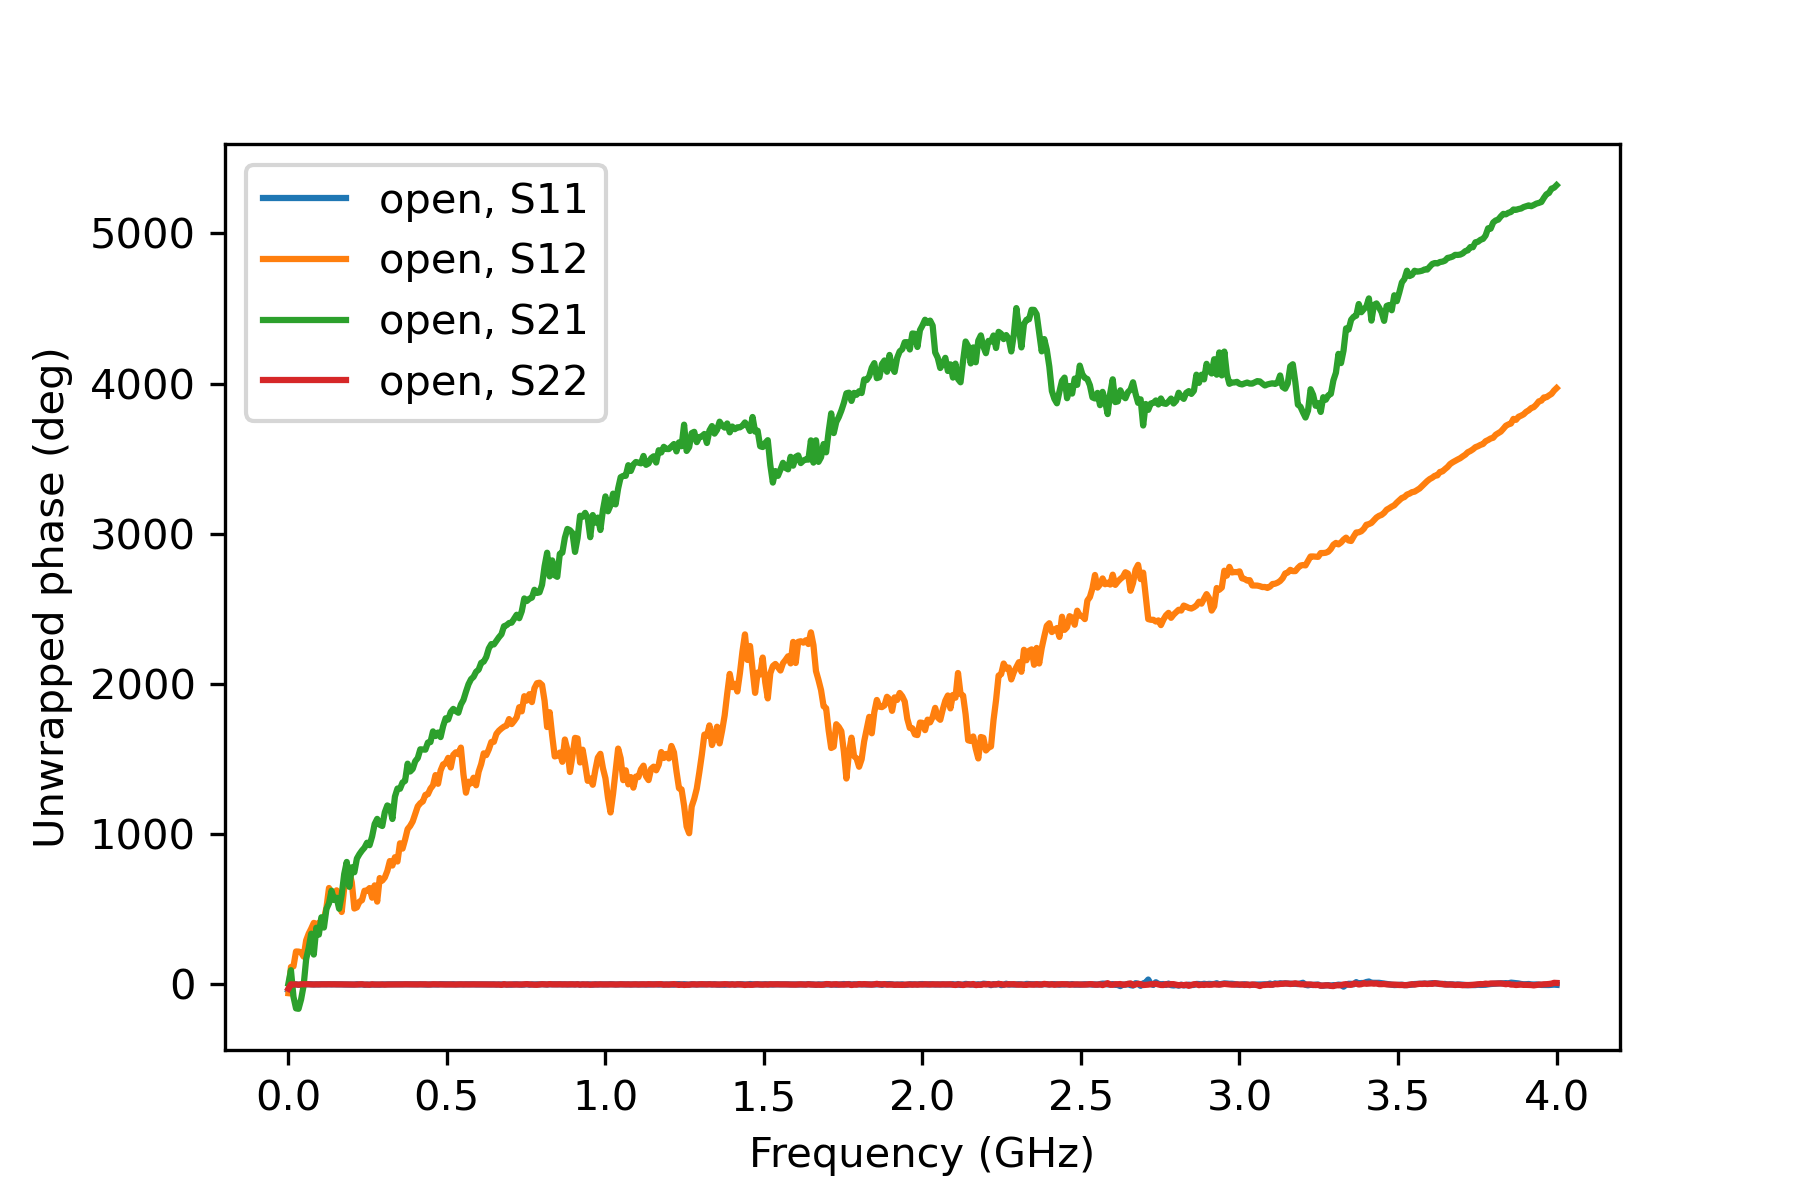 open, S11
open, S12
open, S21
open, S22
Unwrapped phase (deg)
5000
4000
3000
2000
1000
0
0.0 0.5 1.0 1.5 2.0 2.5 3.0 3.5 4.0
Frequency (GHz)